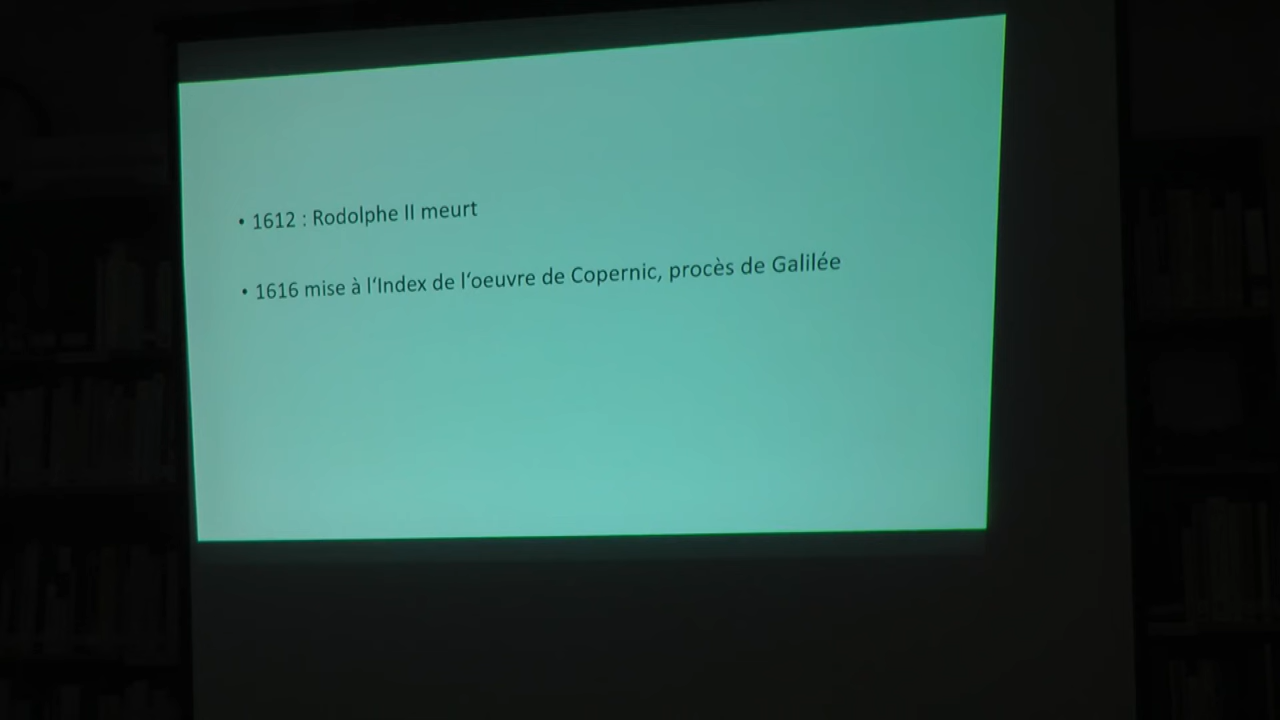 • 1612 : Rodolphe II meurt
• 1616 mise à l‘Index de l‘oeuvre de Copernic, procès de Galilée